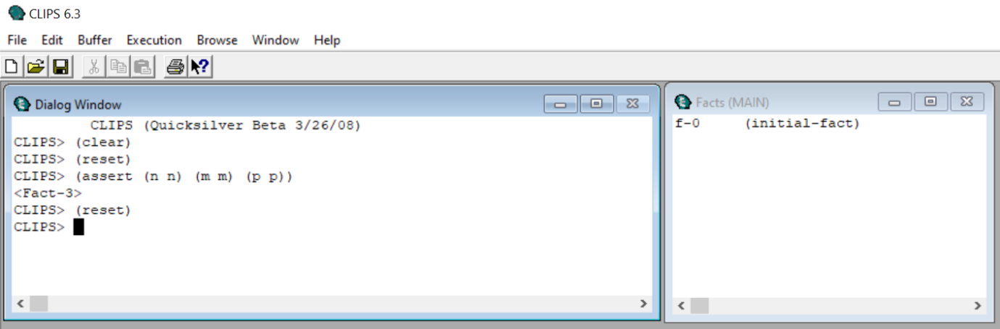 CLIPS 6.3
File Edit Buffer Execution Browse Window Help
Dialog Window
CLIPS (Quicksilver Beta 3/26/08)
CLIPS> (clear)
CLIPS> (reset)
CLIPS> (assert (n n) (m m) (p p))
<Fact-3>
CLIPS> (reset)
CLIPS>
Facts (MAIN)
f-0 (initial-fact)